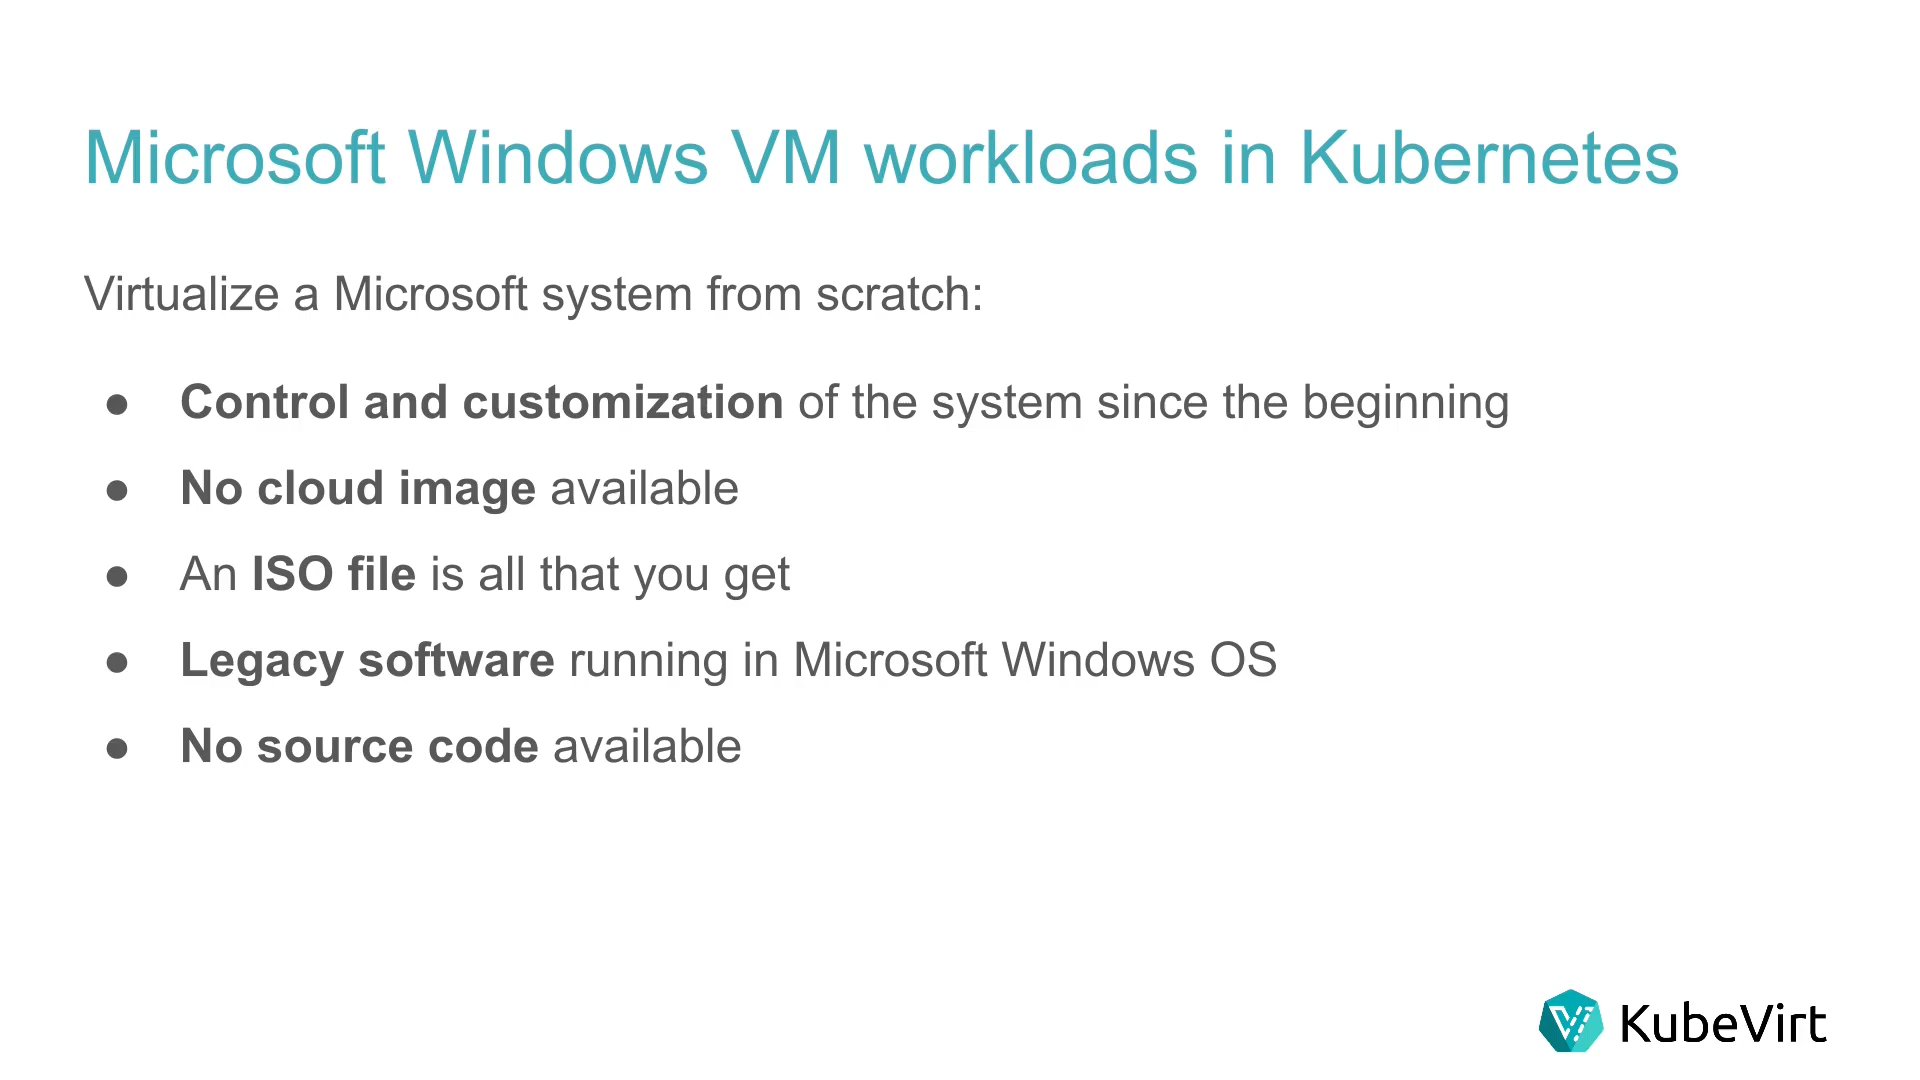 Microsoft Windows VM workloads in Kubernetes
Virtualize a Microsoft system from scratch:
● Control and customization of the system since the beginning
● No cloud image available
● An ISO file is all that you get
● Legacy software running in Microsoft Windows OS
● No source code available
KubeVirt